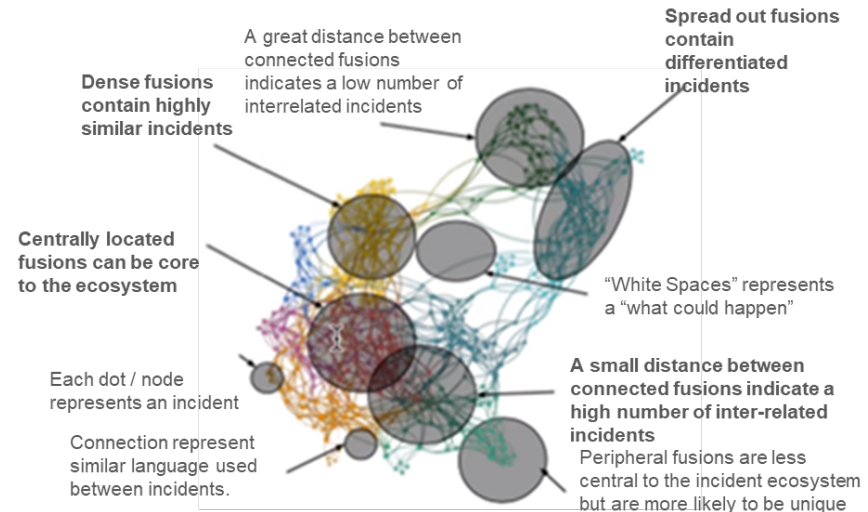 Spread out fusions
contain
differentiated
incidents
A great distance between
connected fusions
indicates a low number of
interrelated incidents
Dense fusions
contain highly
similar incidents
Centrally located
fusions can be core
to the ecosystem
“White Spaces” represents
a “what could happen”
Each dot / node
represents an incident
A small distance between
connected fusions indicate a
high number of inter-related
incidents
Connection represent
similar language used
between incidents.
Peripheral fusions are less
central to the incident ecosystem
but are more likely to be unique